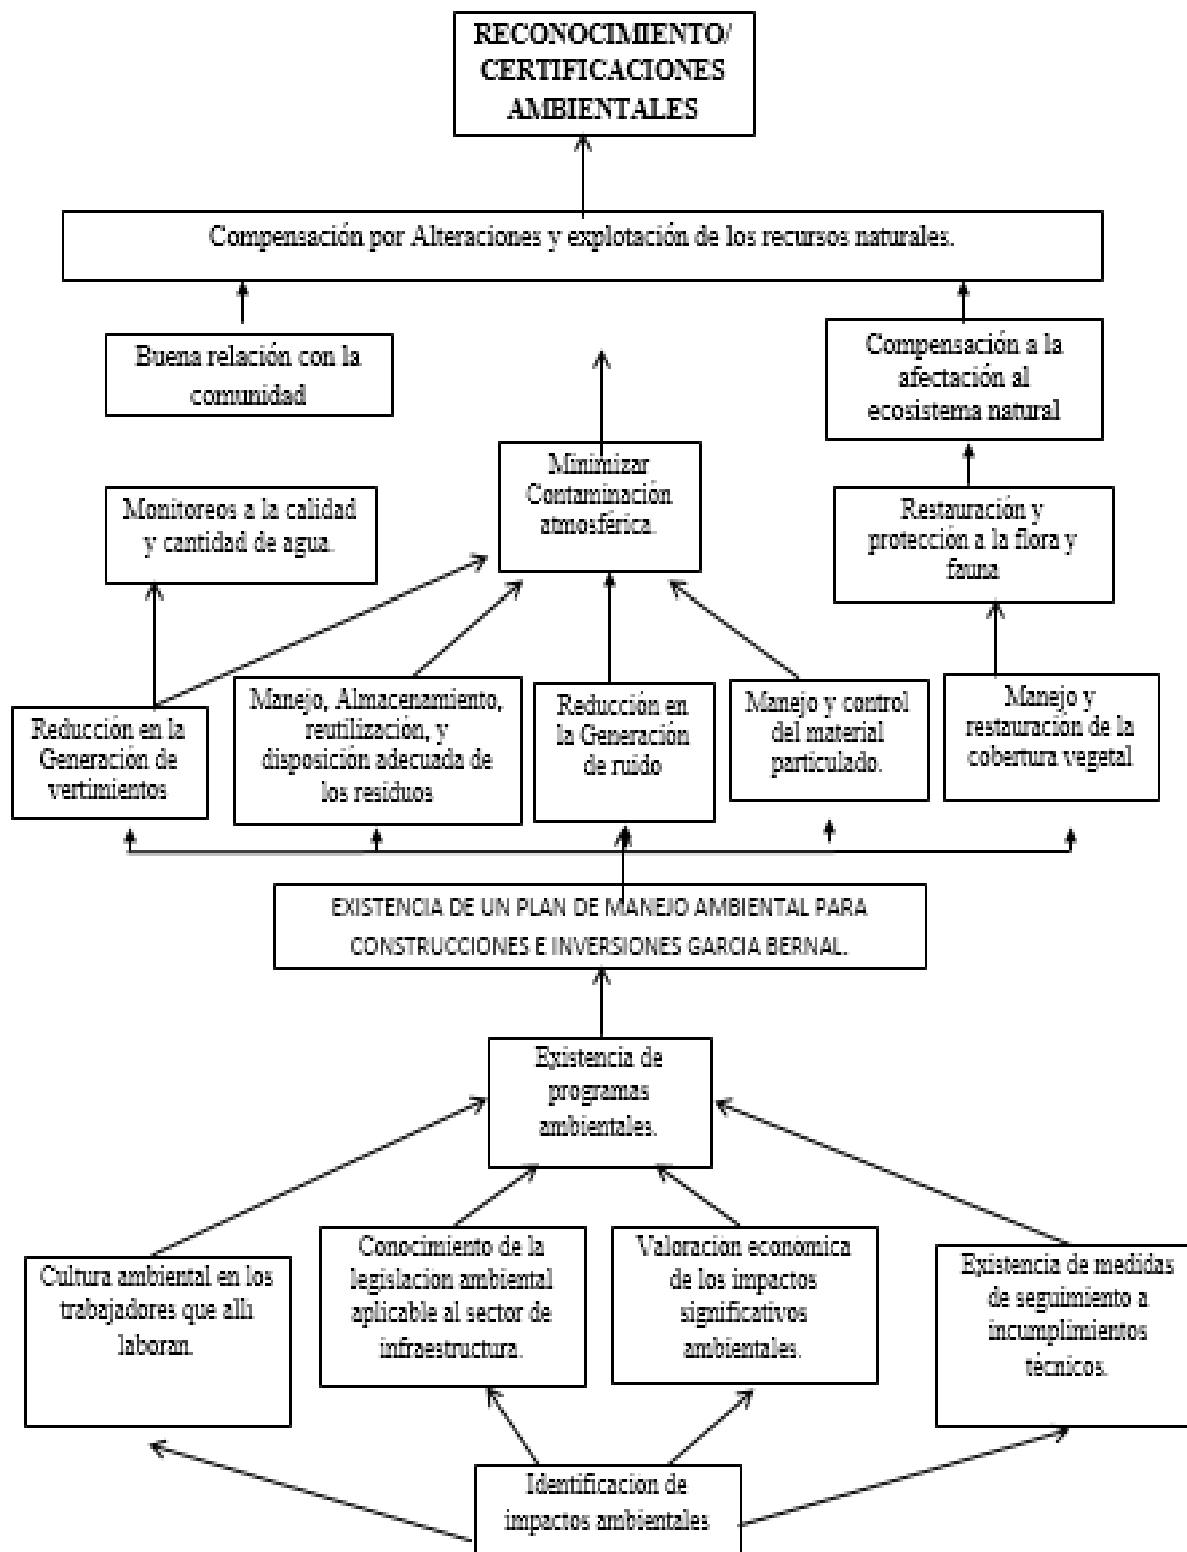 RECONOCIMIENTO/
CERTIFICACIONES
AMBIENTALES
Compensación por Alteraciones y explotación de los recursos naturales.
Buena relación con la
comunidad
Compensación a la
afectación al
ecosistema natural
Minimizar
Contaminación
atmosférica.
Monitoreos a la calidad
y cantidad de agua.
Restauración y
protección a la flora y
fauna
Reducción en la
Generación de
vertimientos
Manejo, Almacenamiento,
reutilización, y
disposición adecuada de
los residuos
Reducción en
la Generación
de ruido
Manejo y control
del material
particulado.
Manejo y
restauración de la
cobertura vegetal
EXISTENCIA DE UN PLAN DE MANEJO AMBIENTAL PARA
CONSTRUCCIONES E INVERSIONES GARCIA BERNAL.
Existencia de
programas
ambientales.
Cultura ambiental en los
trabajadores que allí
laboran.
Conocimiento de la
legislación ambiental
aplicable al sector de
infraestructura.
Valoración económica
de los impactos
significativos
ambientales.
Existencia de medidas
de seguimiento a
incumplimientos
técnicos.
Identificación de
impactos ambientales